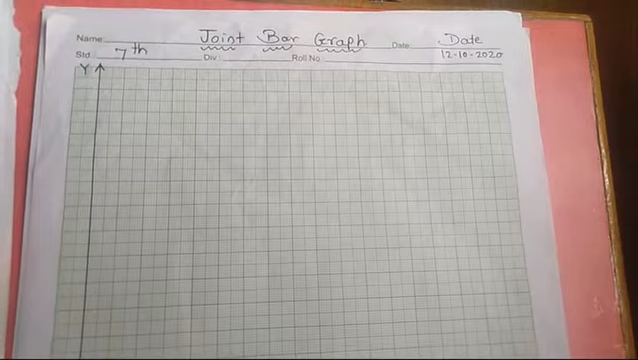 Name: Joint Bar Graph Date: Date
Std. 7th Div. Roll No. 12-10-2020
Y